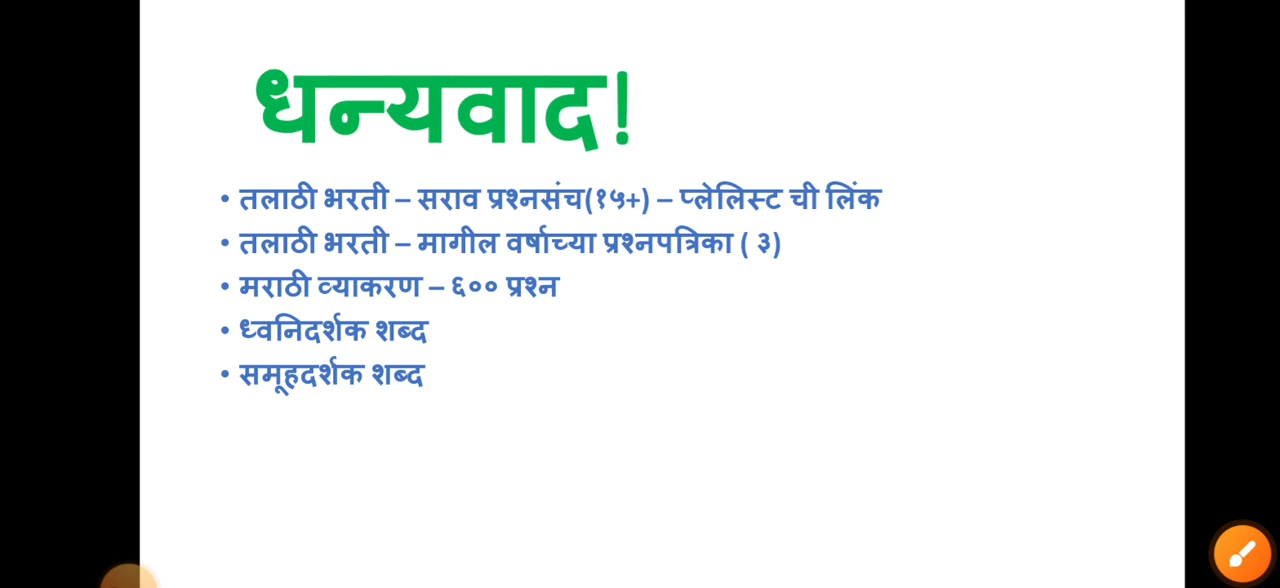 धन्यवाद!
• तलाठी भरती – सराव प्रश्नसंच(१५+) – प्लेलिस्ट ची लिंक
• तलाठी भरती – मागील वर्षाच्या प्रश्नपत्रिका ( ३)
• मराठी व्याकरण – ६०० प्रश्न
• ध्वनिदर्शक शब्द
• समूहदर्शक शब्द